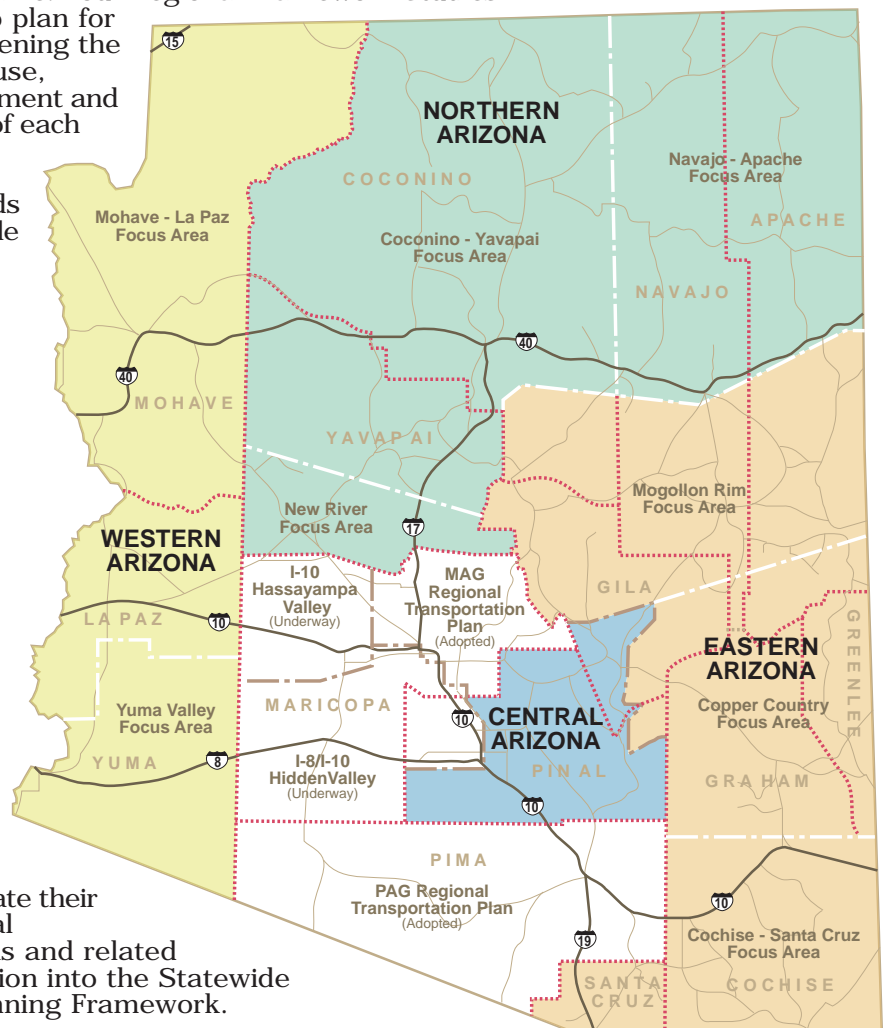 plan for
ening the
use,
ment and
of each
ds
le
15
NORTHERN
ARIZONA
COCONINO
Navajo - Apache
Focus Area
APACHE
Mohave - La Paz
Focus Area
Coconino - Yavapai
Focus Area
NAVAJO
40
40
MOHAVE
YAVAPAI
Mogollon Rim
Focus Area
New River
Focus Area
17
WESTERN
ARIZONA
I-10
Hassayampa
Valley
(Underway)
MAG
Regional
Transportation
Plan
(Adopted)
GILA
LA PAZ
10
GREENLEE
EASTERN
ARIZONA
MARICOPA
Yuma Valley
Focus Area
10
CENTRAL
ARIZONA
Copper Country
Focus Area
YUMA
8
I-8/I-10
HiddenValley
(Underway)
PINAL
GRAHAM
10
PIMA
PAG Regional
Transportation Plan
(Adopted)
10
ate their
al
s and related
ion into the Statewide
nning Framework.
19
Cochise - Santa Cruz
Focus Area
SANTA
CRUZ
COCHISE